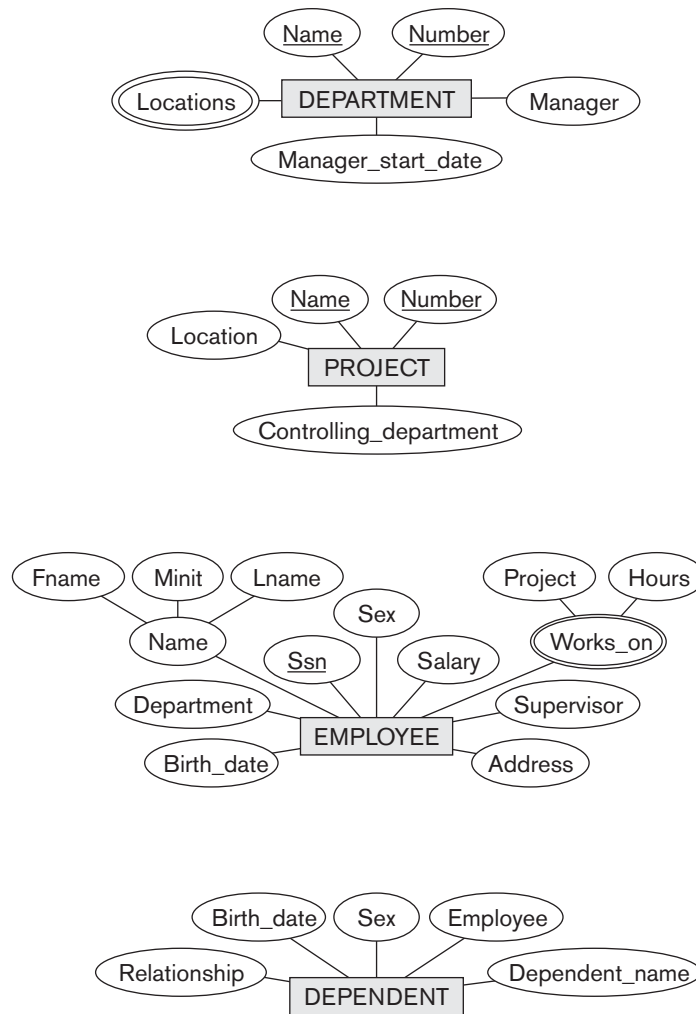 Name Number
Locations DEPARTMENT Manager
Manager_start_date
Name Number
Location
PROJECT
Controlling_department
Fname Minit Lname Project Hours
Sex
Name Works_on
Ssn Salary
Department Supervisor
EMPLOYEE
Birth_date Address
Birth_date Sex Employee
Relationship Dependent_name
DEPENDENT